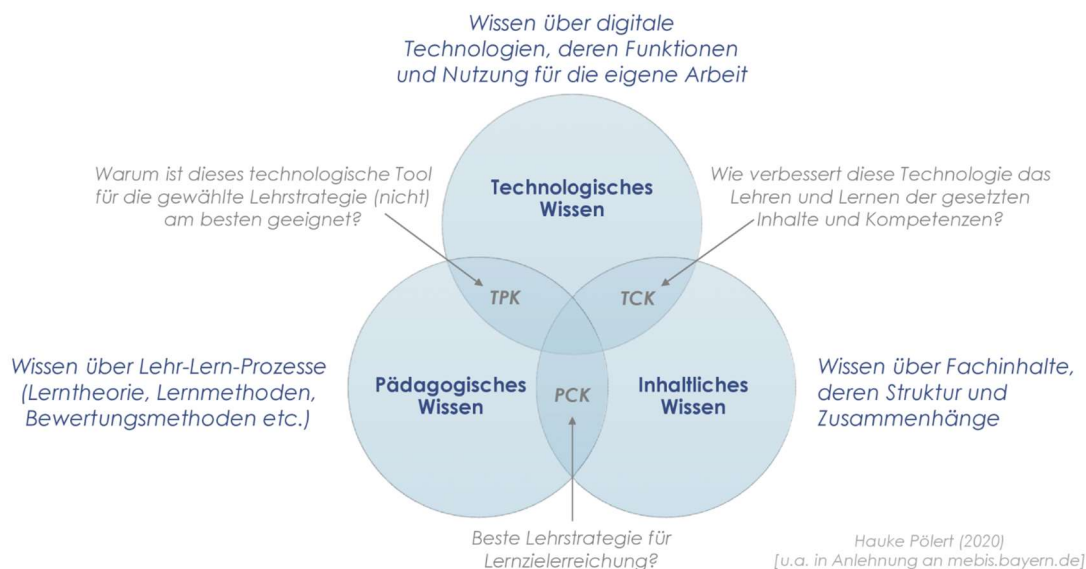 Wissen über digitale
Technologien, deren Funktionen
und Nutzung für die eigene Arbeit
Warum ist dieses technologische Tool
für die gewählte Lehrstrategie (nicht)
am besten geeignet?
Technologisches
Wissen
Wie verbessert diese Technologie das
Lehren und Lernen der gesetzten
Inhalte und Kompetenzen?
TPK
TCK
Wissen über Lehr-Lern-Prozesse
(Lerntheorie, Lernmethoden,
Bewertungsmethoden etc.)
Pädagogisches
Wissen
PCK
Inhaltliches
Wissen
Wissen über Fachinhalte,
deren Struktur und
Zusammenhänge
Beste Lehrstrategie für
Lernzielerreichung?
Hauke Pölert (2020)
[u.a. in Anlehnung an mebis.bayern.de]